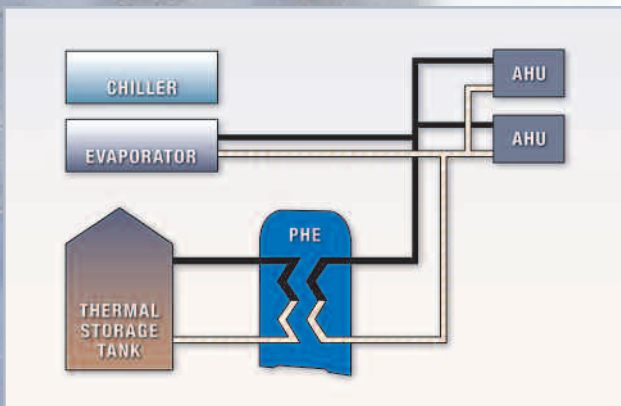 CHILLER
AHU
EVAPORATOR
AHU
PHE
THERMAL
STORAGE
TANK